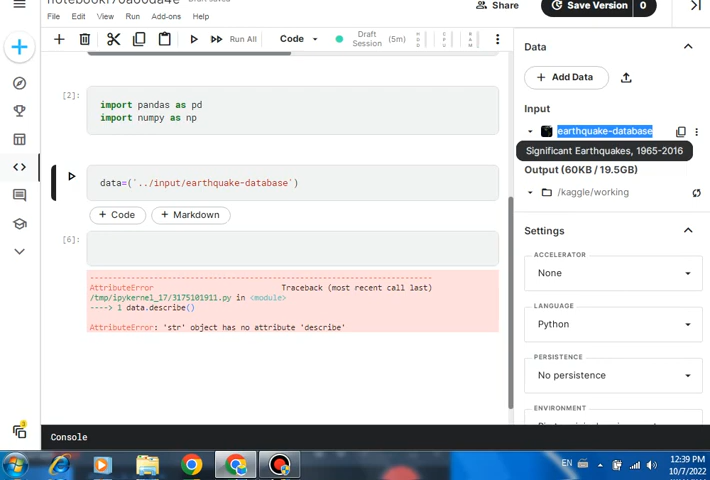 Share
Save Version
0
File Edit View Run Add-ons Help
Run All
Code
Draft
Session
(5m)
H
D
D
C
P
U
R
A
M
Data
Add Data
Input
earthquake-database
Significant Earthquakes, 1965-2016
Output (60KB / 19.5GB)
/kaggle/working
Settings
ACCELERATOR
None
LANGUAGE
Python
PERSISTENCE
No persistence
ENVIRONMENT
[2]:
import pandas as pd
import numpy as np
data=('../input/earthquake-database')
+ Code
+ Markdown
[6]:
---------------------------------------------------------------------------
AttributeError Traceback (most recent call last)
/tmp/ipykernel_17/3175101911.py in <module>
----> 1 data.describe()
AttributeError: 'str' object has no attribute 'describe'
Console
EN
12:39 PM
10/7/2022